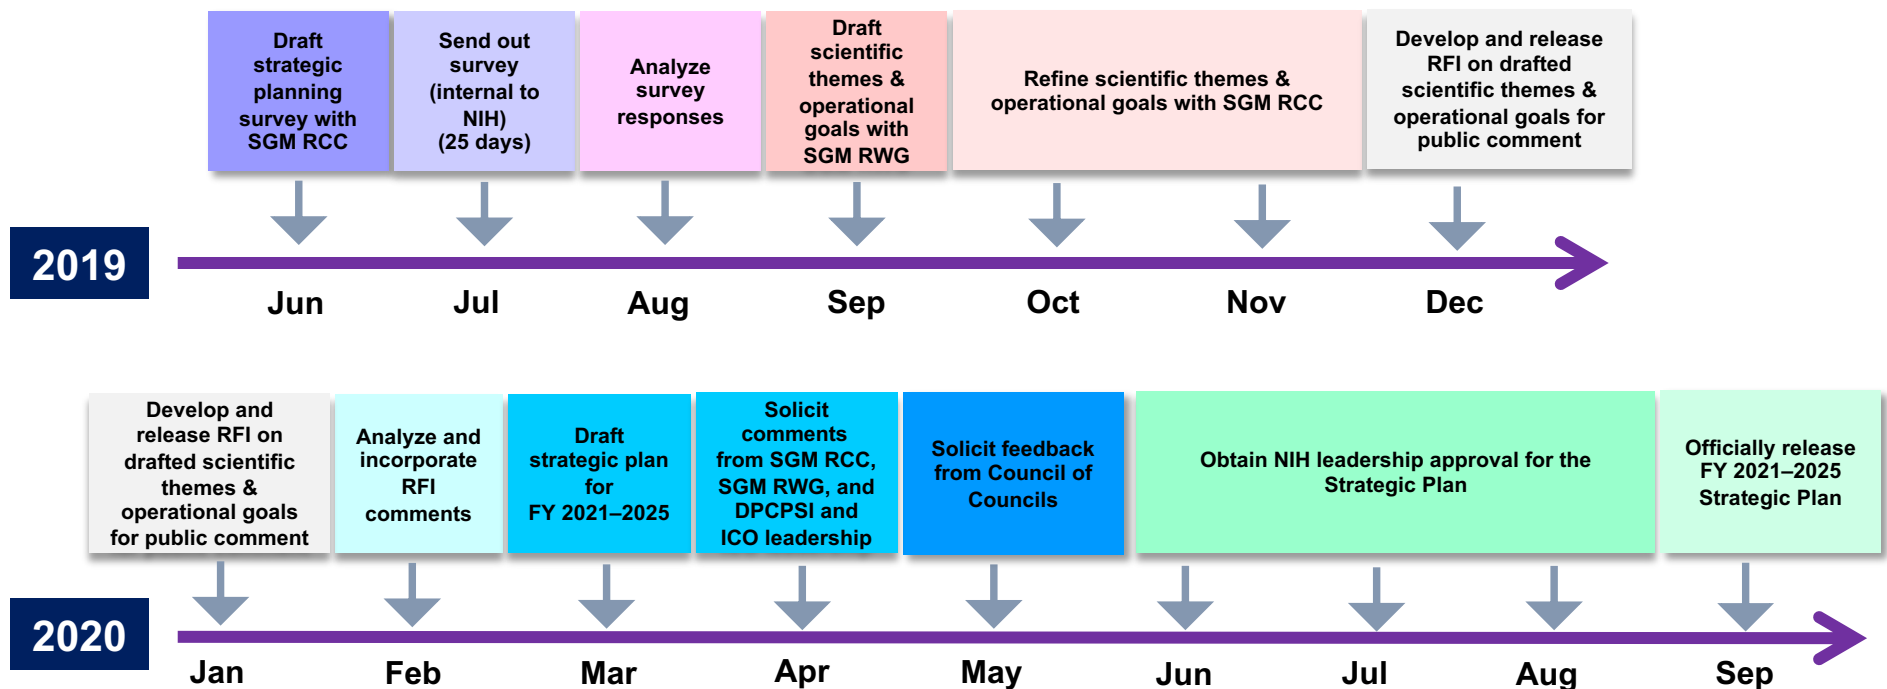 Draft
strategic
planning
survey with
SGM RCC
Send out
survey
(internal to
NIH)
(25 days)
Analyze
survey
responses
Draft
scientific
themes &
operational
goals with
SGM RWG
Refine scientific themes &
operational goals with SGM RCC
Develop and release
RFI on drafted
scientific themes &
operational goals for
public comment
2019
Jun
Jul
Aug
Sep
Oct
Nov
Dec
Develop and
release RFI on
drafted scientific
themes &
operational goals
for public comment
Analyze and
incorporate
RFI
comments
Draft
strategic plan
for
FY 2021–2025
Solicit
comments
from SGM RCC,
SGM RWG, and
DPCPSI and
ICO leadership
Solicit feedback
from Council of
Councils
Obtain NIH leadership approval for the
Strategic Plan
Officially release
FY 2021–2025
Strategic Plan
2020
Jan
Feb
Mar
Apr
May
Jun
Jul
Aug
Sep